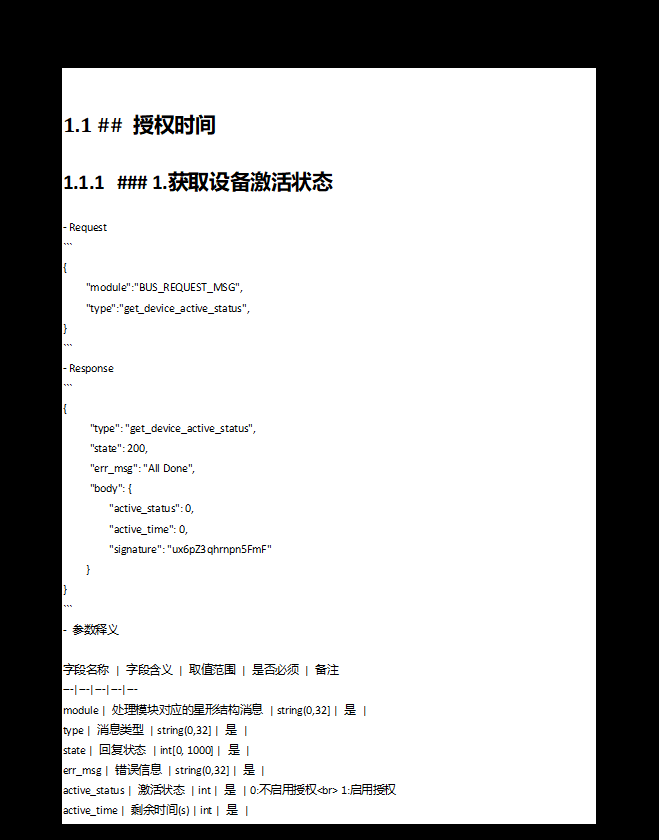 1.1 ## 授权时间
1.1.1 ### 1.获取设备激活状态
- Request
```
{
"module":"BUS_REQUEST_MSG",
"type":"get_device_active_status",
}
```
- Response
```
{
"type": "get_device_active_status",
"state": 200,
"err_msg": "All Done",
"body": {
"active_status": 0,
"active_time": 0,
"signature": "ux6pZ3qhrnpn5FmF"
}
}
```
- 参数释义
字段名称 | 字段含义 | 取值范围 | 是否必须 | 备注
---|---|---|---|---
module | 处理模块对应的星形结构消息 | string(0,32] | 是 |
type | 消息类型 | string(0,32] | 是 |
state | 回复状态 | int[0, 1000] | 是 |
err_msg | 错误信息 | string(0,32] | 是 |
active_status | 激活状态 | int | 是 | 0:不启用授权<br> 1:启用授权
active_time | 剩余时间(s) | int | 是 |